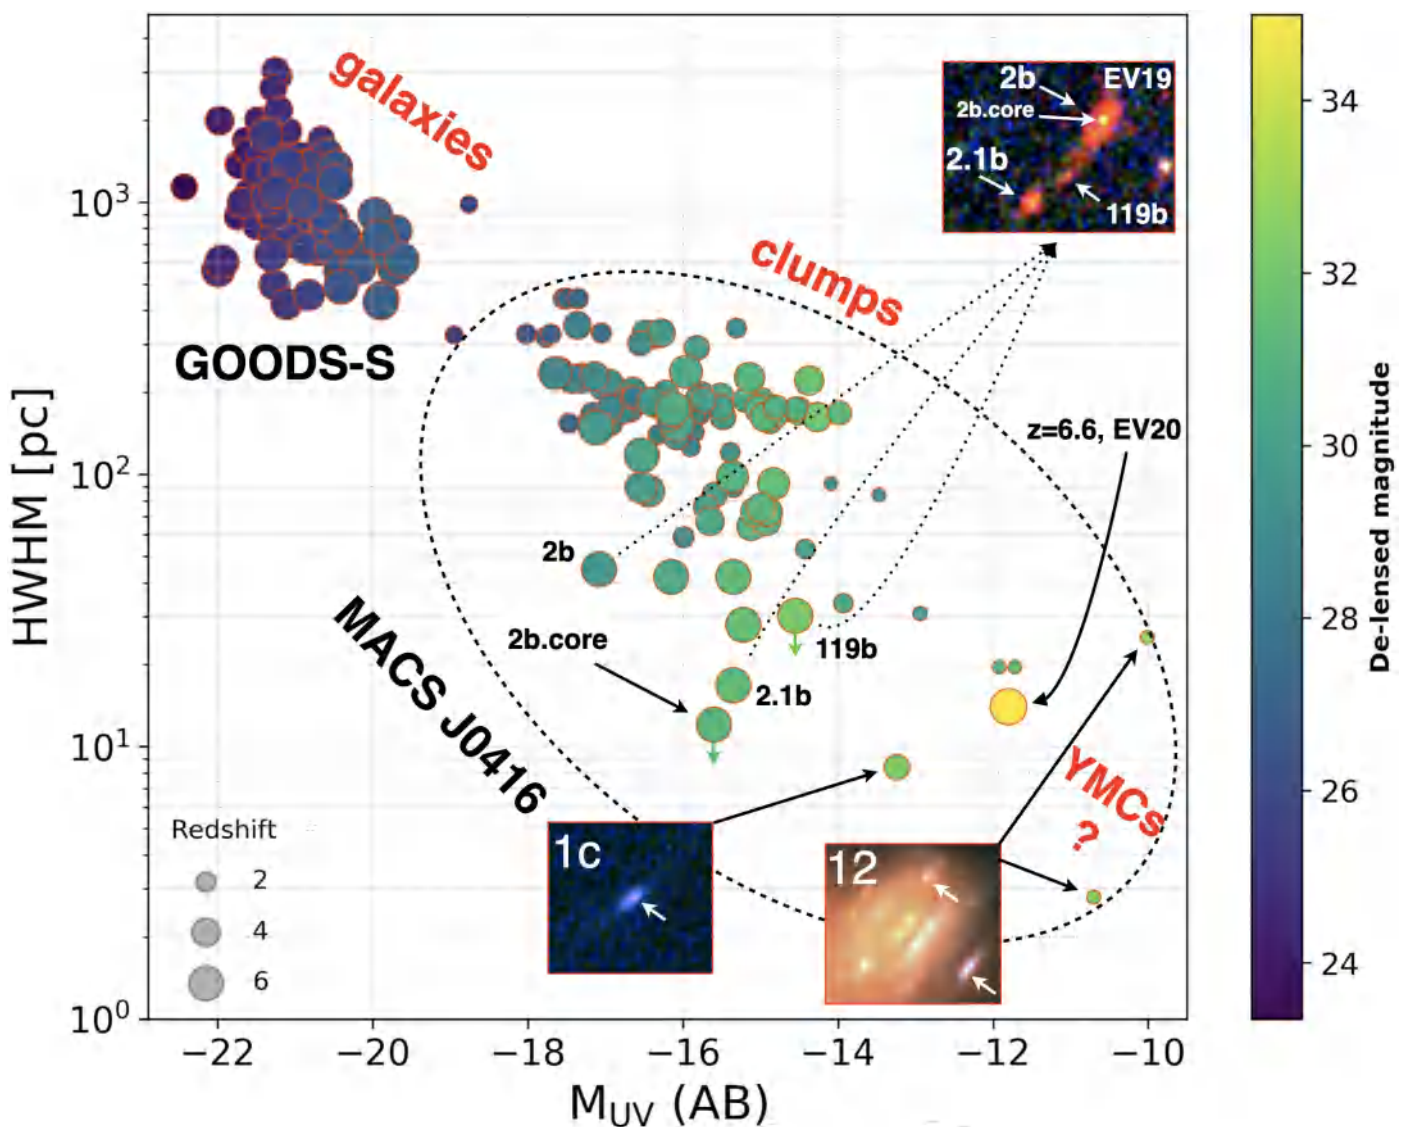 galaxies
GOODS-S
clumps
2b
EV19
2b.core
2.1b
119b
z=6.6, EV20
2b
2b.core
119b
2.1b
MACS J0416
YMCs
?
1c
12
Redshift
2
4
6
10³
10²
10¹
10⁰
HWHM [pc]
−22 −20 −18 −16 −14 −12 −10
M_UV (AB)
34
32
30
28
26
24
De-lensed magnitude